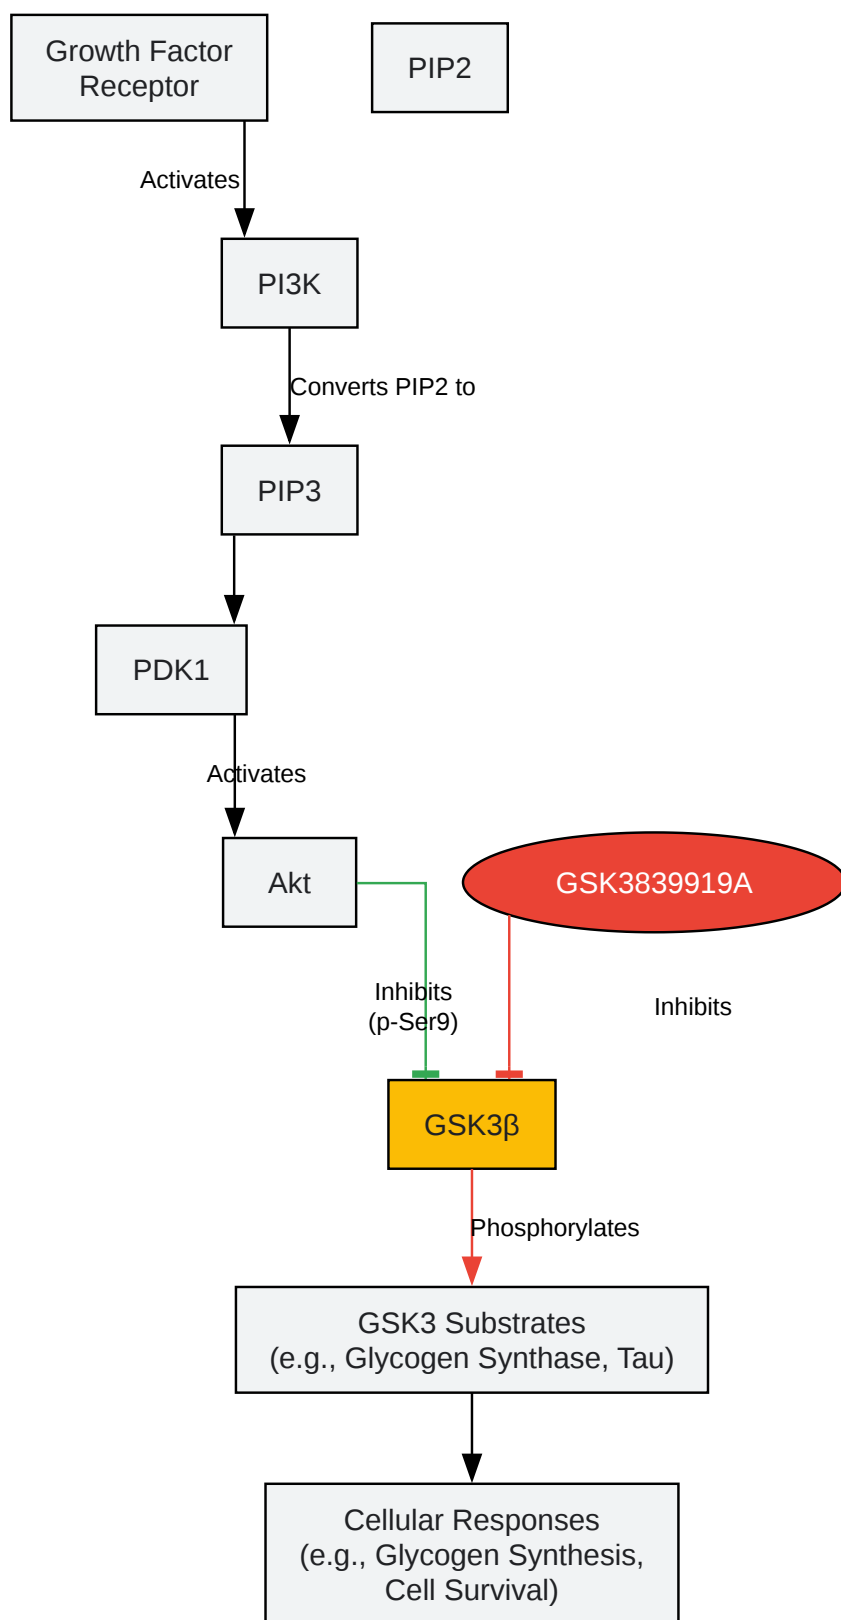 Growth Factor
Receptor
PIP2
Activates
PI3K
Converts PIP2 to
PIP3
PDK1
Activates
Akt
GSK3839919A
Inhibits
(p-Ser9)
Inhibits
GSK3β
Phosphorylates
GSK3 Substrates
(e.g., Glycogen Synthase, Tau)
Cellular Responses
(e.g., Glycogen Synthesis,
Cell Survival)